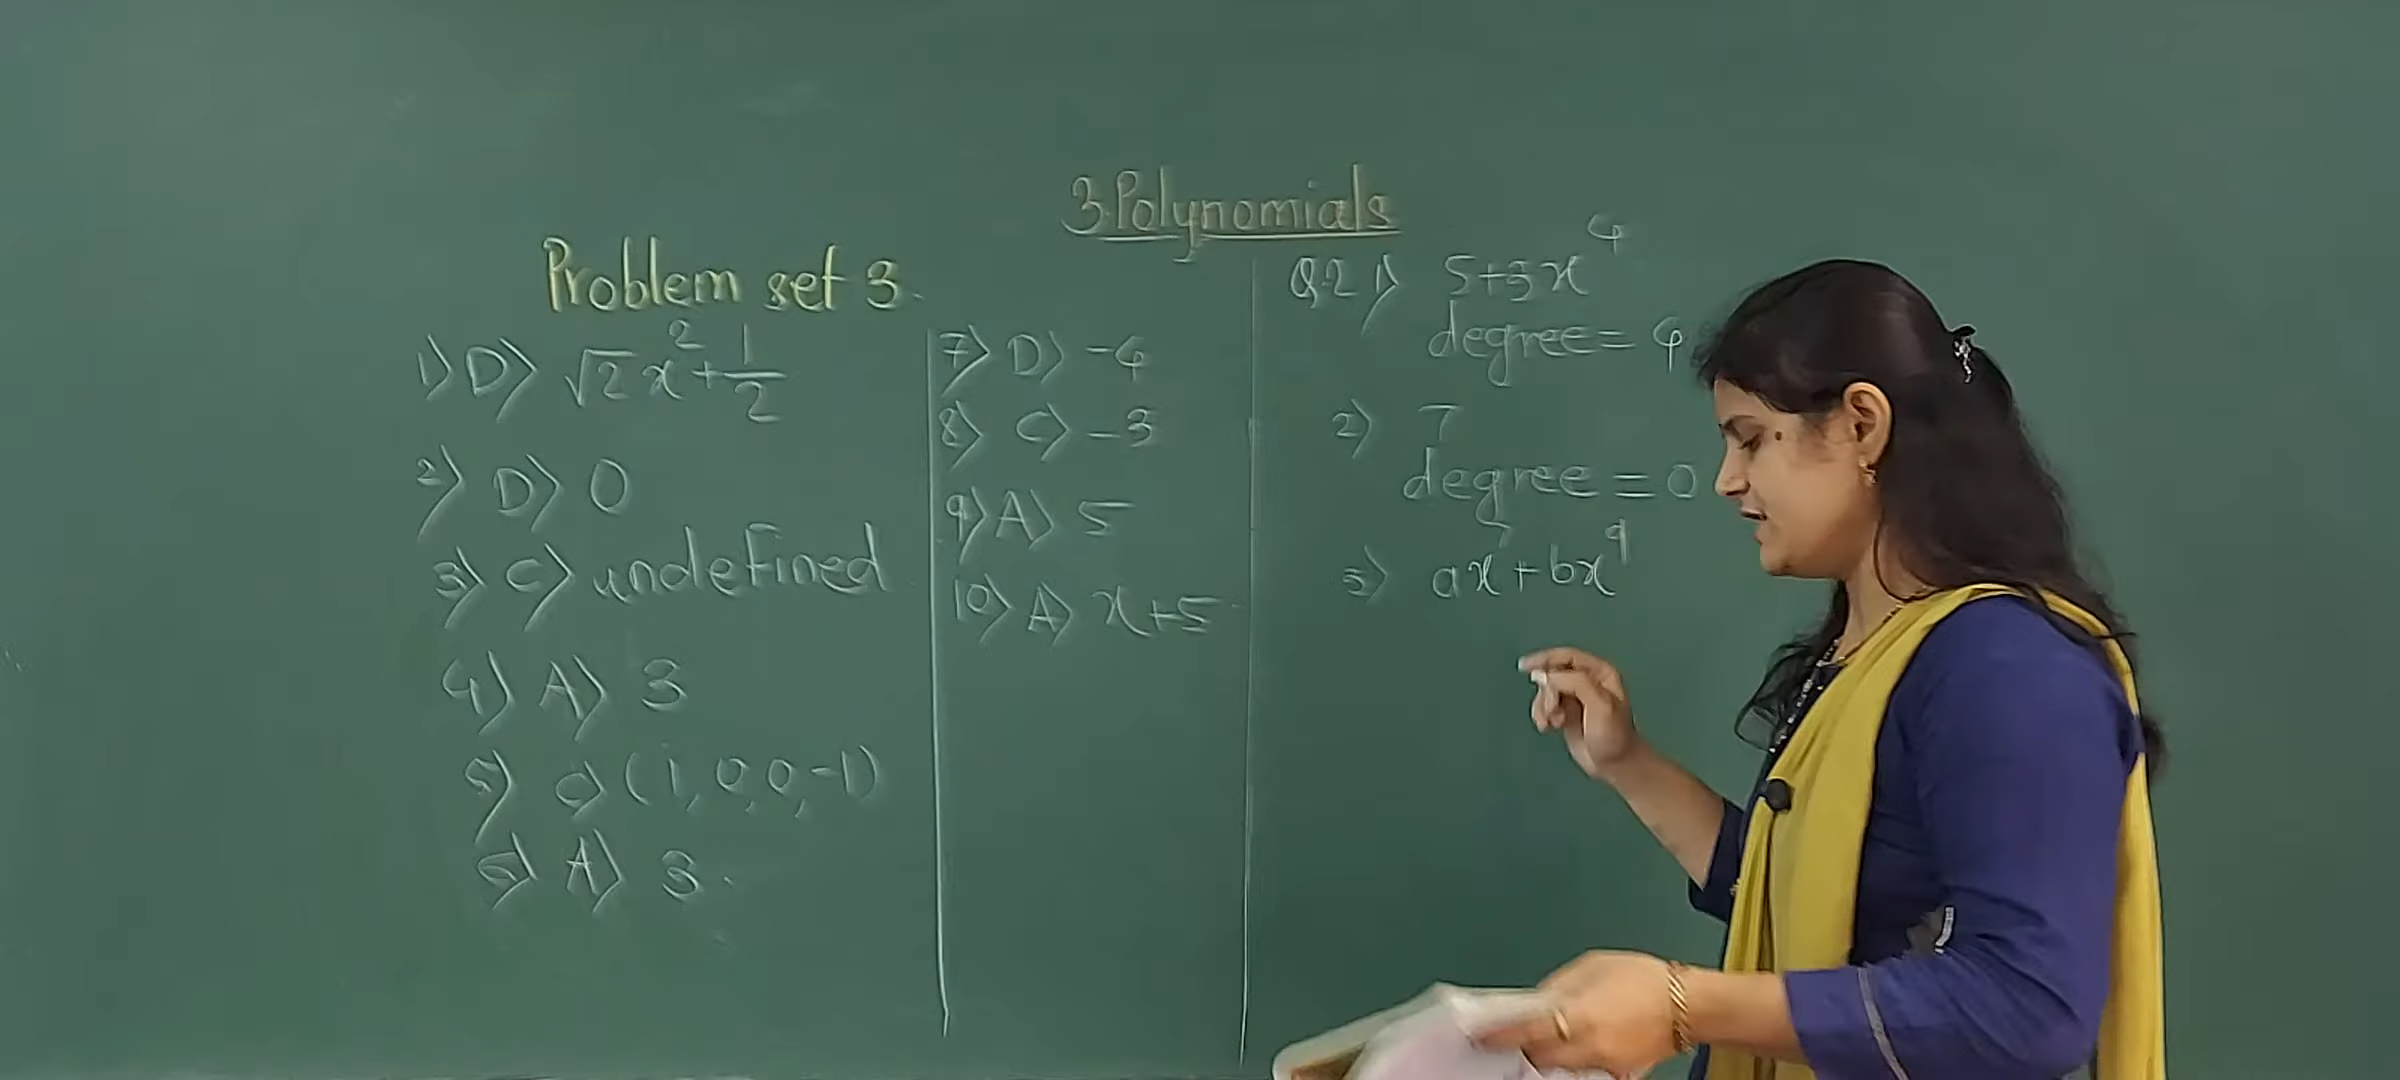 3. Polynomials
Problem set 3.
1) D) √2x² + 1/2
2) D) 0
3) C) undefined
4) A) 3
5) C) (1, 0, 0, -1)
6) A) 3.
7) D) -4
8) C) -3
9) A) 5
10) A) x+5
Q.2 1) 5+3x⁴
degree = 4
2) 7
degree = 0
3) ax⁷ + bx⁹